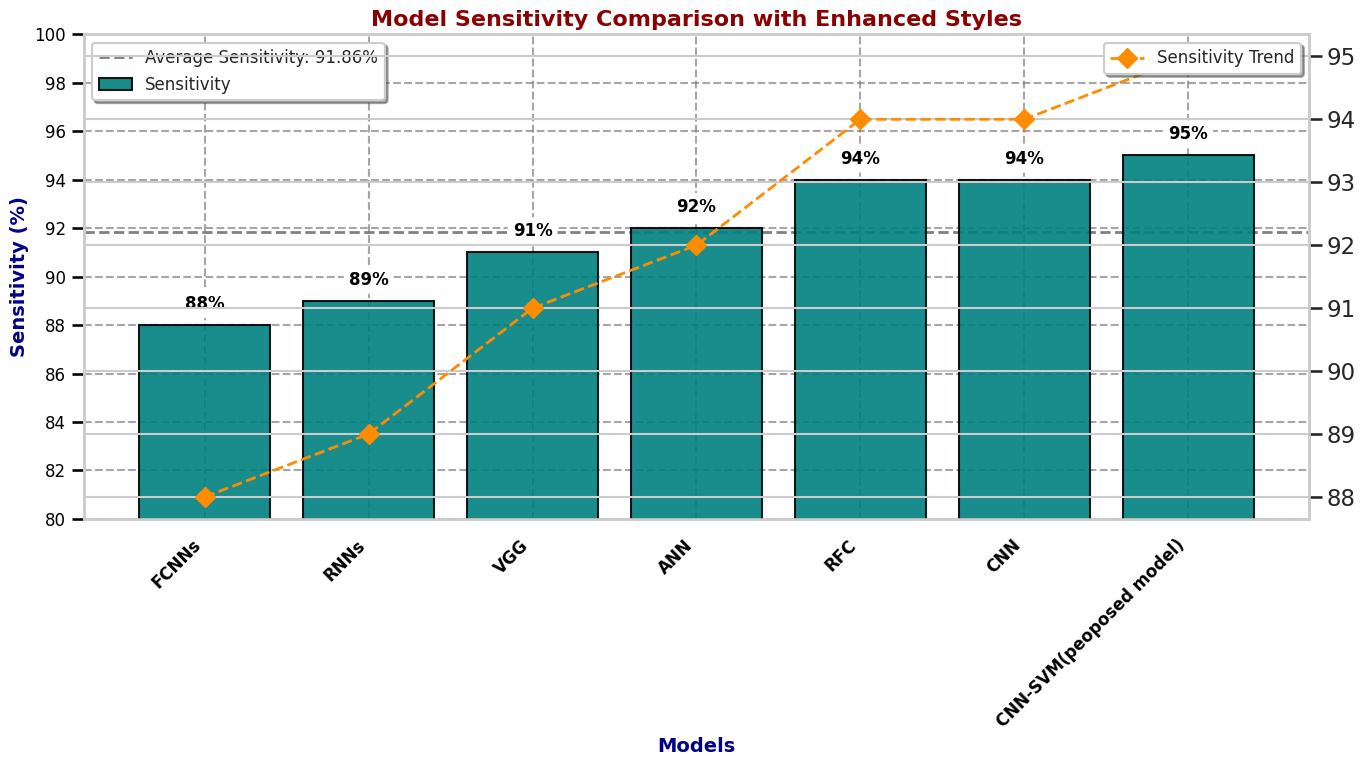 Model Sensitivity Comparison with Enhanced Styles
Average Sensitivity: 91.86%
Sensitivity
Sensitivity Trend
Sensitivity (%)
100
98
96
94
92
90
88
86
84
82
80
95
94
93
92
91
90
89
88
88%
89%
91%
92%
94%
94%
95%
FCNNs
RNNs
VGG
ANN
RFC
CNN
CNN-SVM(peoposed model)
Models